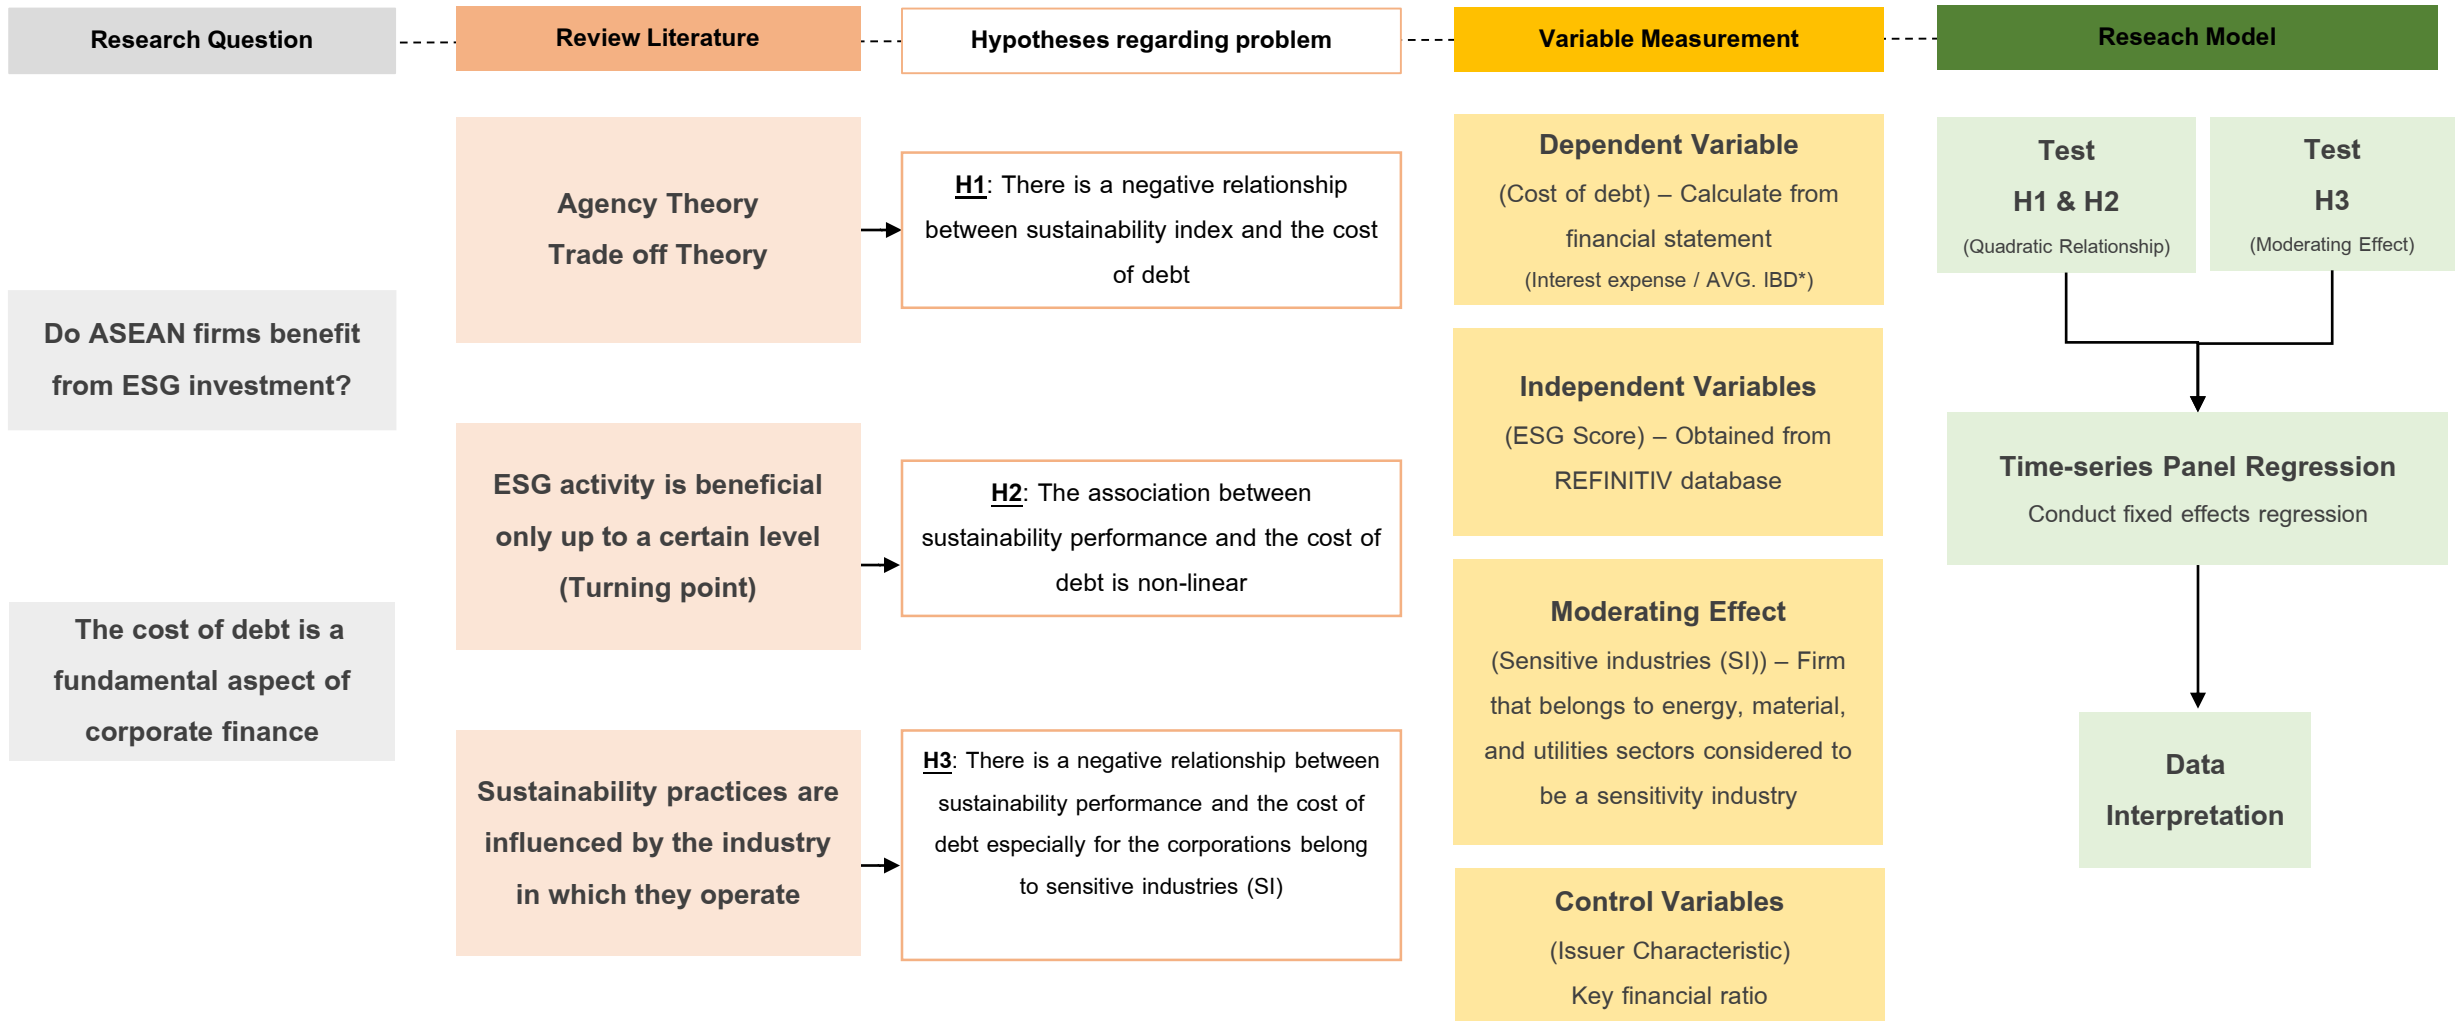 Research Question
Review Literature
Hypotheses regarding problem
Variable Measurement
Reseach Model
Do ASEAN firms benefit
from ESG investment?
The cost of debt is a
fundamental aspect of
corporate finance
Agency Theory
Trade off Theory
ESG activity is beneficial
only up to a certain level
(Turning point)
Sustainability practices are
influenced by the industry
in which they operate
H1: There is a negative relationship
between sustainability index and the cost
of debt
H2: The association between
sustainability performance and the cost of
debt is non-linear
H3: There is a negative relationship between
sustainability performance and the cost of
debt especially for the corporations belong
to sensitive industries (SI)
Dependent Variable
(Cost of debt) – Calculate from
financial statement
(Interest expense / AVG. IBD*)
Independent Variables
(ESG Score) – Obtained from
REFINITIV database
Moderating Effect
(Sensitive industries (SI)) – Firm
that belongs to energy, material,
and utilities sectors considered to
be a sensitivity industry
Control Variables
(Issuer Characteristic)
Key financial ratio
Test
H1 & H2
(Quadratic Relationship)
Test
H3
(Moderating Effect)
Time-series Panel Regression
Conduct fixed effects regression
Data
Interpretation